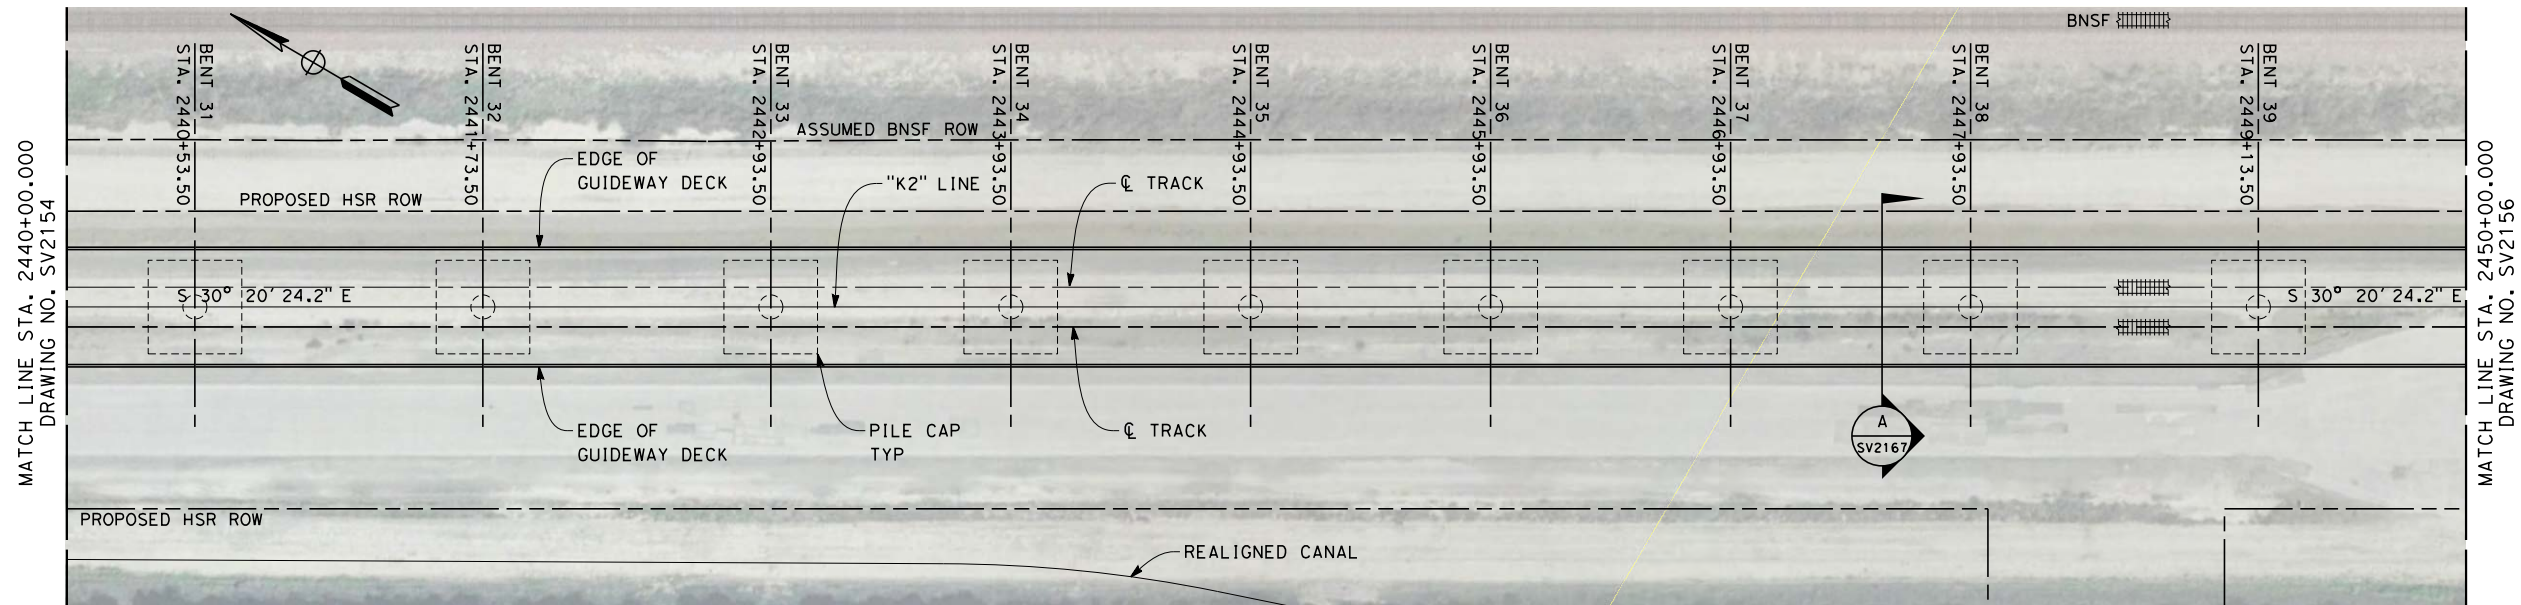 BNSF
BENT 31
STA. 2440+53.50
BENT 32
STA. 2441+73.50
BENT 33
STA. 2442+93.50
BENT 34
STA. 2443+93.50
BENT 35
STA. 2444+93.50
BENT 36
STA. 2445+93.50
BENT 37
STA. 2446+93.50
BENT 38
STA. 2447+93.50
BENT 39
STA. 2449+13.50
ASSUMED BNSF ROW
EDGE OF
GUIDEWAY DECK
"K2" LINE
℄ TRACK
PROPOSED HSR ROW
MATCH LINE STA. 2440+00.000
DRAWING NO. SV2154
S 30° 20' 24.2" E
S 30° 20' 24.2" E
MATCH LINE STA. 2450+00.000
DRAWING NO. SV2156
EDGE OF
GUIDEWAY DECK
PILE CAP
TYP
℄ TRACK
A
SV2167
PROPOSED HSR ROW
REALIGNED CANAL